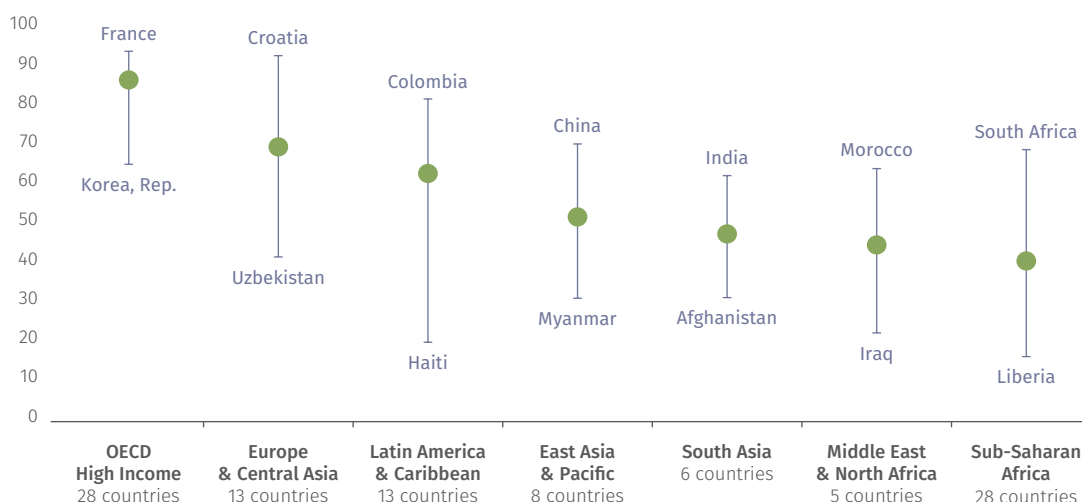 100
90
80
70
60
50
40
30
20
10
0
France
Korea, Rep.
Croatia
Uzbekistan
Colombia
Haiti
China
Myanmar
India
Afghanistan
Morocco
Iraq
South Africa
Liberia
OECD
High Income
28 countries
Europe
& Central Asia
13 countries
Latin America
& Caribbean
13 countries
East Asia
& Pacific
8 countries
South Asia
6 countries
Middle East
& North Africa
5 countries
Sub-Saharan
Africa
28 countries